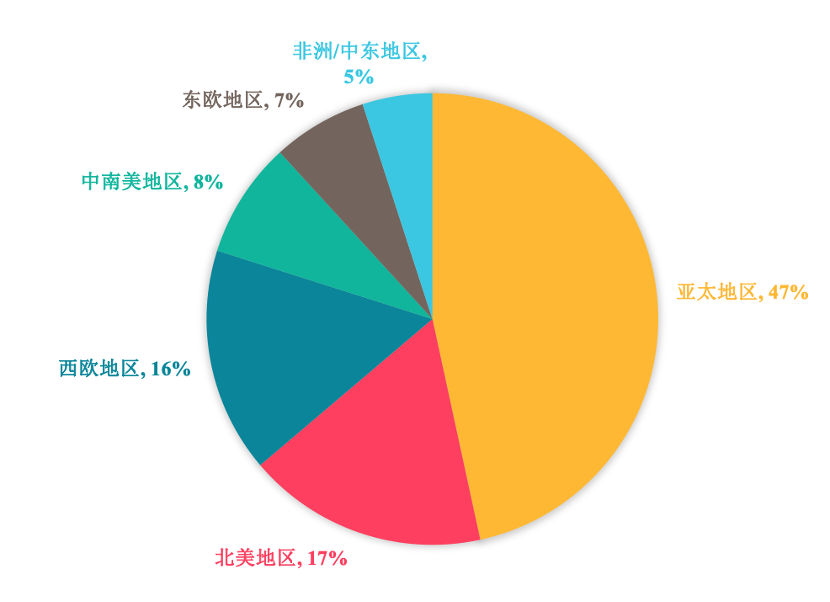 非洲/中东地区,
5%
东欧地区, 7%
中南美地区, 8%
亚太地区, 47%
西欧地区, 16%
北美地区, 17%